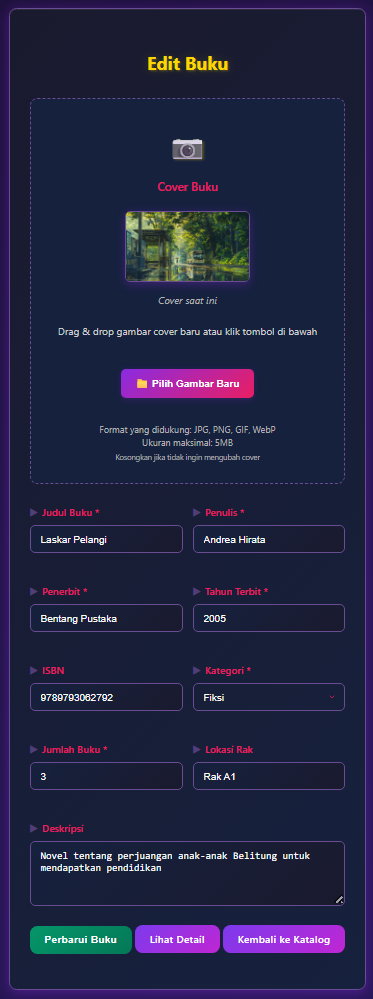 Edit Buku
Cover Buku
Cover saat ini
Drag & drop gambar cover baru atau klik tombol di bawah
Pilih Gambar Baru
Format yang didukung: JPG, PNG, GIF, WebP
Ukuran maksimal: 5MB
Kosongkan jika tidak ingin mengubah cover
Judul Buku *
Penulis *
Laskar Pelangi
Andrea Hirata
Penerbit *
Tahun Terbit *
Bentang Pustaka
2005
ISBN
Kategori *
9789793062792
Fiksi
Jumlah Buku *
Lokasi Rak
3
Rak A1
Deskripsi
Novel tentang perjuangan anak-anak Belitung untuk
mendapatkan pendidikan
Perbarui Buku
Lihat Detail
Kembali ke Katalog